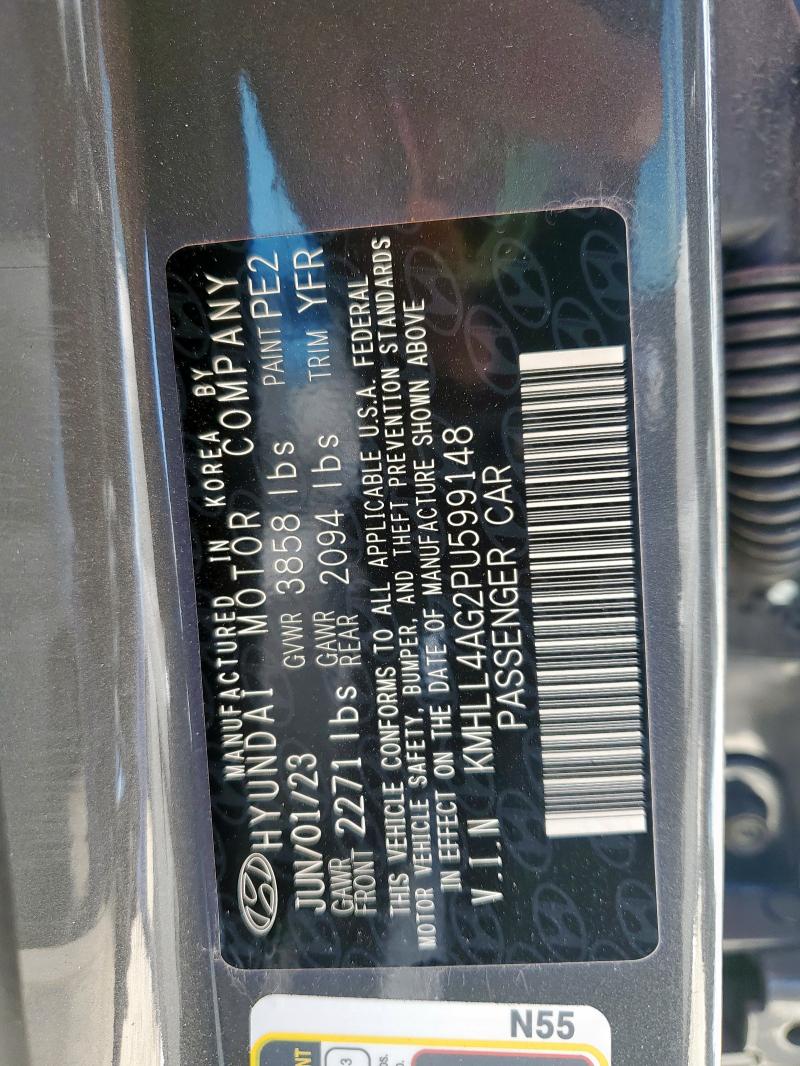 MANUFACTURED IN KOREA BY
HYUNDAI MOTOR COMPANY
JUN/01/23 GVWR 3858 lbs PAINT PE2
GAWR FRONT 2271 lbs GAWR REAR 2094 lbs TRIM YFR
THIS VEHICLE CONFORMS TO ALL APPLICABLE U.S.A. FEDERAL
MOTOR VEHICLE SAFETY, BUMPER, AND THEFT PREVENTION STANDARDS
IN EFFECT ON THE DATE OF MANUFACTURE SHOWN ABOVE
V.I.N KMHLL4AG2PU599148
PASSENGER CAR
N55